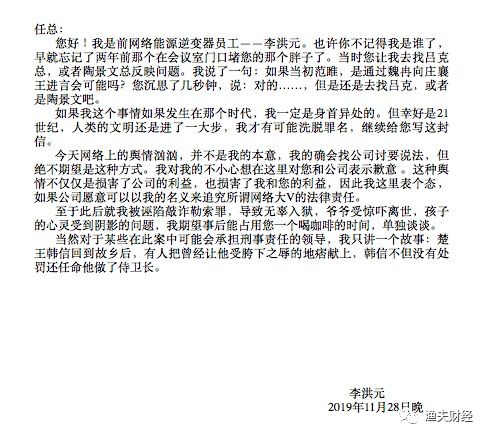 任总：
您好！我是前网络能源逆变器员工——李洪元。也许你不记得我是谁了，
早就忘记了两年前那个在会议室门口堵您的那个胖子了。当时您让我去找吕克
总，或者陶景文总反映问题。我说了一句：如果当初范雎，是通过魏冉向庄襄
王进言会可能吗？您沉思了几秒钟，说：对的……，但是还是去找吕克，或者
是陶景文吧。
如果我这个事情如果发生在那个时代，我一定是身首异处的。但幸好是21
世纪，人类的文明还是进了一大步，我才有可能洗脱罪名，继续给您写这封
信。
今天网络上的舆情汹汹，并不是我的本意，我的确会找公司讨要说法，但
绝不期望是这种方式。我对我的不小心想在这里对您和公司表示歉意 。这种舆
情不仅仅是损害了公司的利益，也损害了我和您的利益，因此我这里表个态，
如果公司愿意可以以我的名义来追究所谓网络大V的法律责任。
至于此后就我被诬陷敲诈勒索罪，导致无辜入狱，爷爷受惊吓离世，孩子
的心灵受到阴影的问题，我期望事后能占用您一个喝咖啡的时间，单独谈谈。
当然对于某些在此案中可能会承担刑事责任的领导，我只讲一个故事：楚
王韩信回到故乡后，有人把曾经让他受胯下之辱的地痞献上，韩信不但没有处
罚还任命他做了侍卫长。
李洪元
2019年11月28日晚
渔夫财经